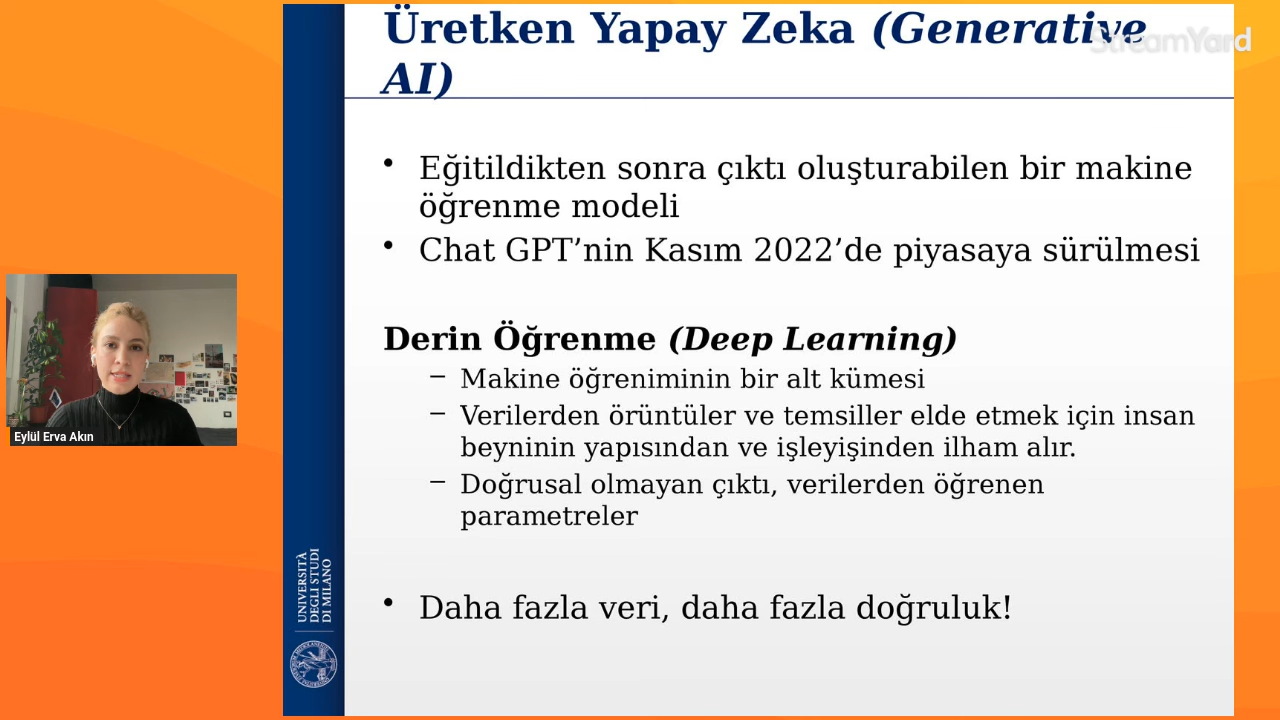 Üretken Yapay Zeka (Generative
AI)
StreamYard
• Eğitildikten sonra çıktı oluşturabilen bir makine
öğrenme modeli
• Chat GPT’nin Kasım 2022’de piyasaya sürülmesi
Derin Öğrenme (Deep Learning)
– Makine öğreniminin bir alt kümesi
– Verilerden örüntüler ve temsiller elde etmek için insan
beyninin yapısından ve işleyişinden ilham alır.
– Doğrusal olmayan çıktı, verilerden öğrenen
parametreler
• Daha fazla veri, daha fazla doğruluk!
Eylül Erva Akın
UNIVERSITÀ
DEGLI STUDI
DI MILANO